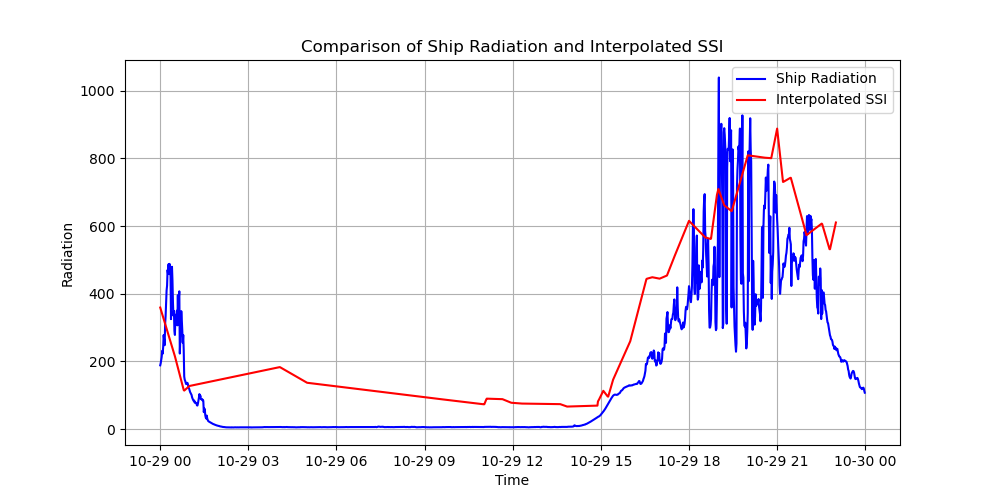 Comparison of Ship Radiation and Interpolated SSI
Ship Radiation
Interpolated SSI
1000
800
600
400
200
0
Radiation
10-29 00 10-29 03 10-29 06 10-29 09 10-29 12 10-29 15 10-29 18 10-29 21 10-30 00
Time